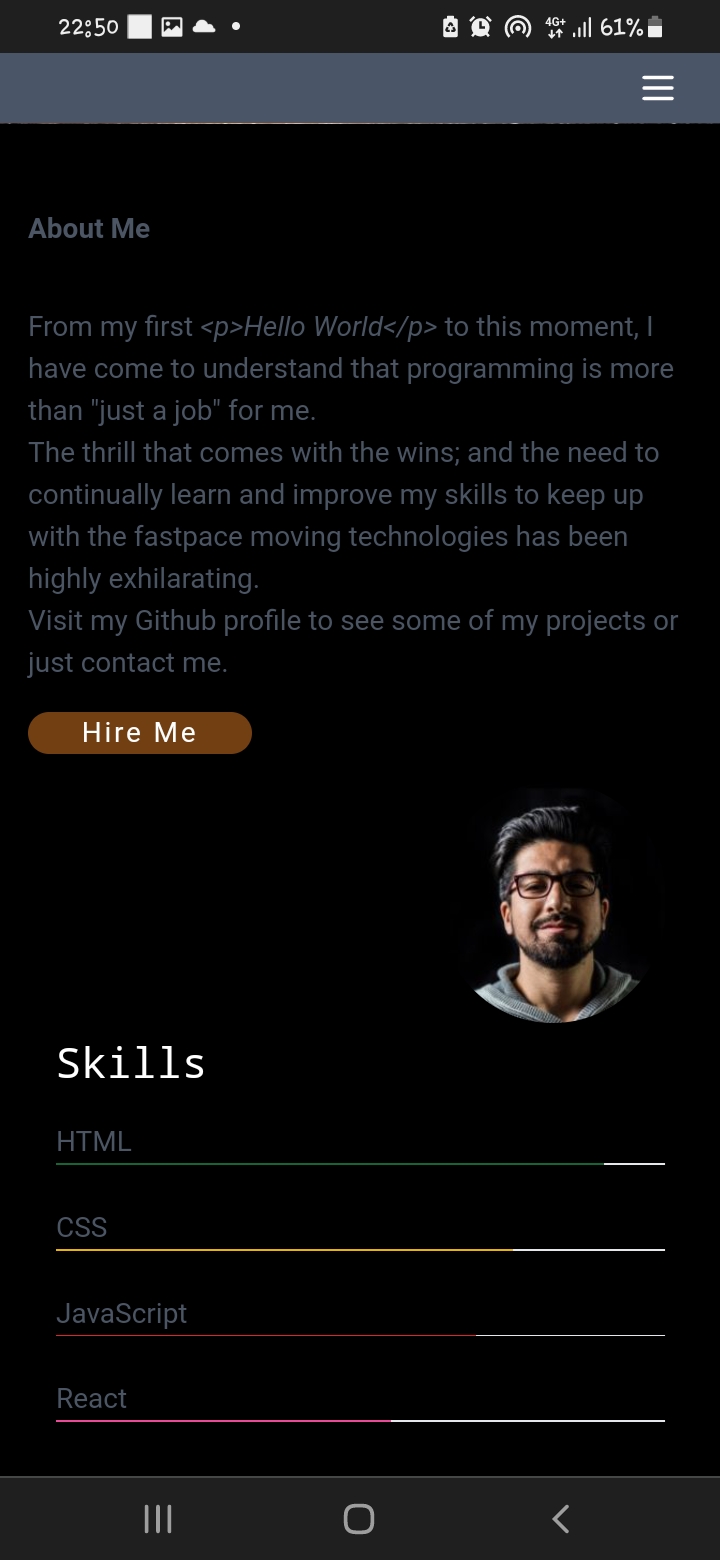 22:50 4G+ 61%
About Me
From my first <p>Hello World</p> to this moment, I
have come to understand that programming is more
than "just a job" for me.
The thrill that comes with the wins; and the need to
continually learn and improve my skills to keep up
with the fastpace moving technologies has been
highly exhilarating.
Visit my Github profile to see some of my projects or
just contact me.
Hire Me
Skills
HTML
CSS
JavaScript
React